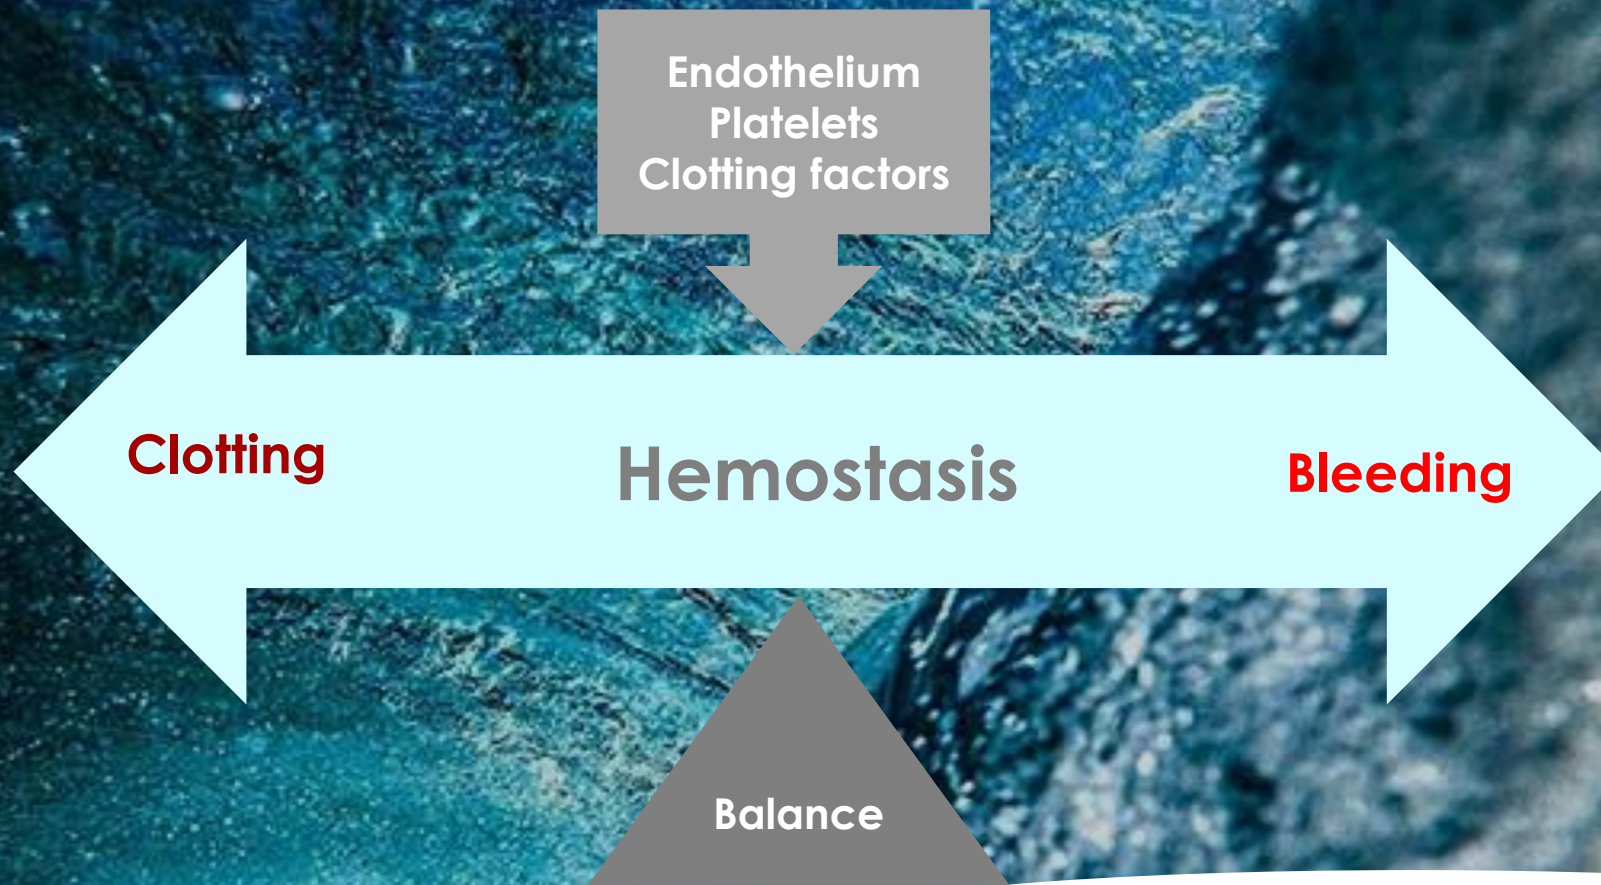 Endothelium
Platelets
Clotting factors
Clotting
Hemostasis
Bleeding
Balance